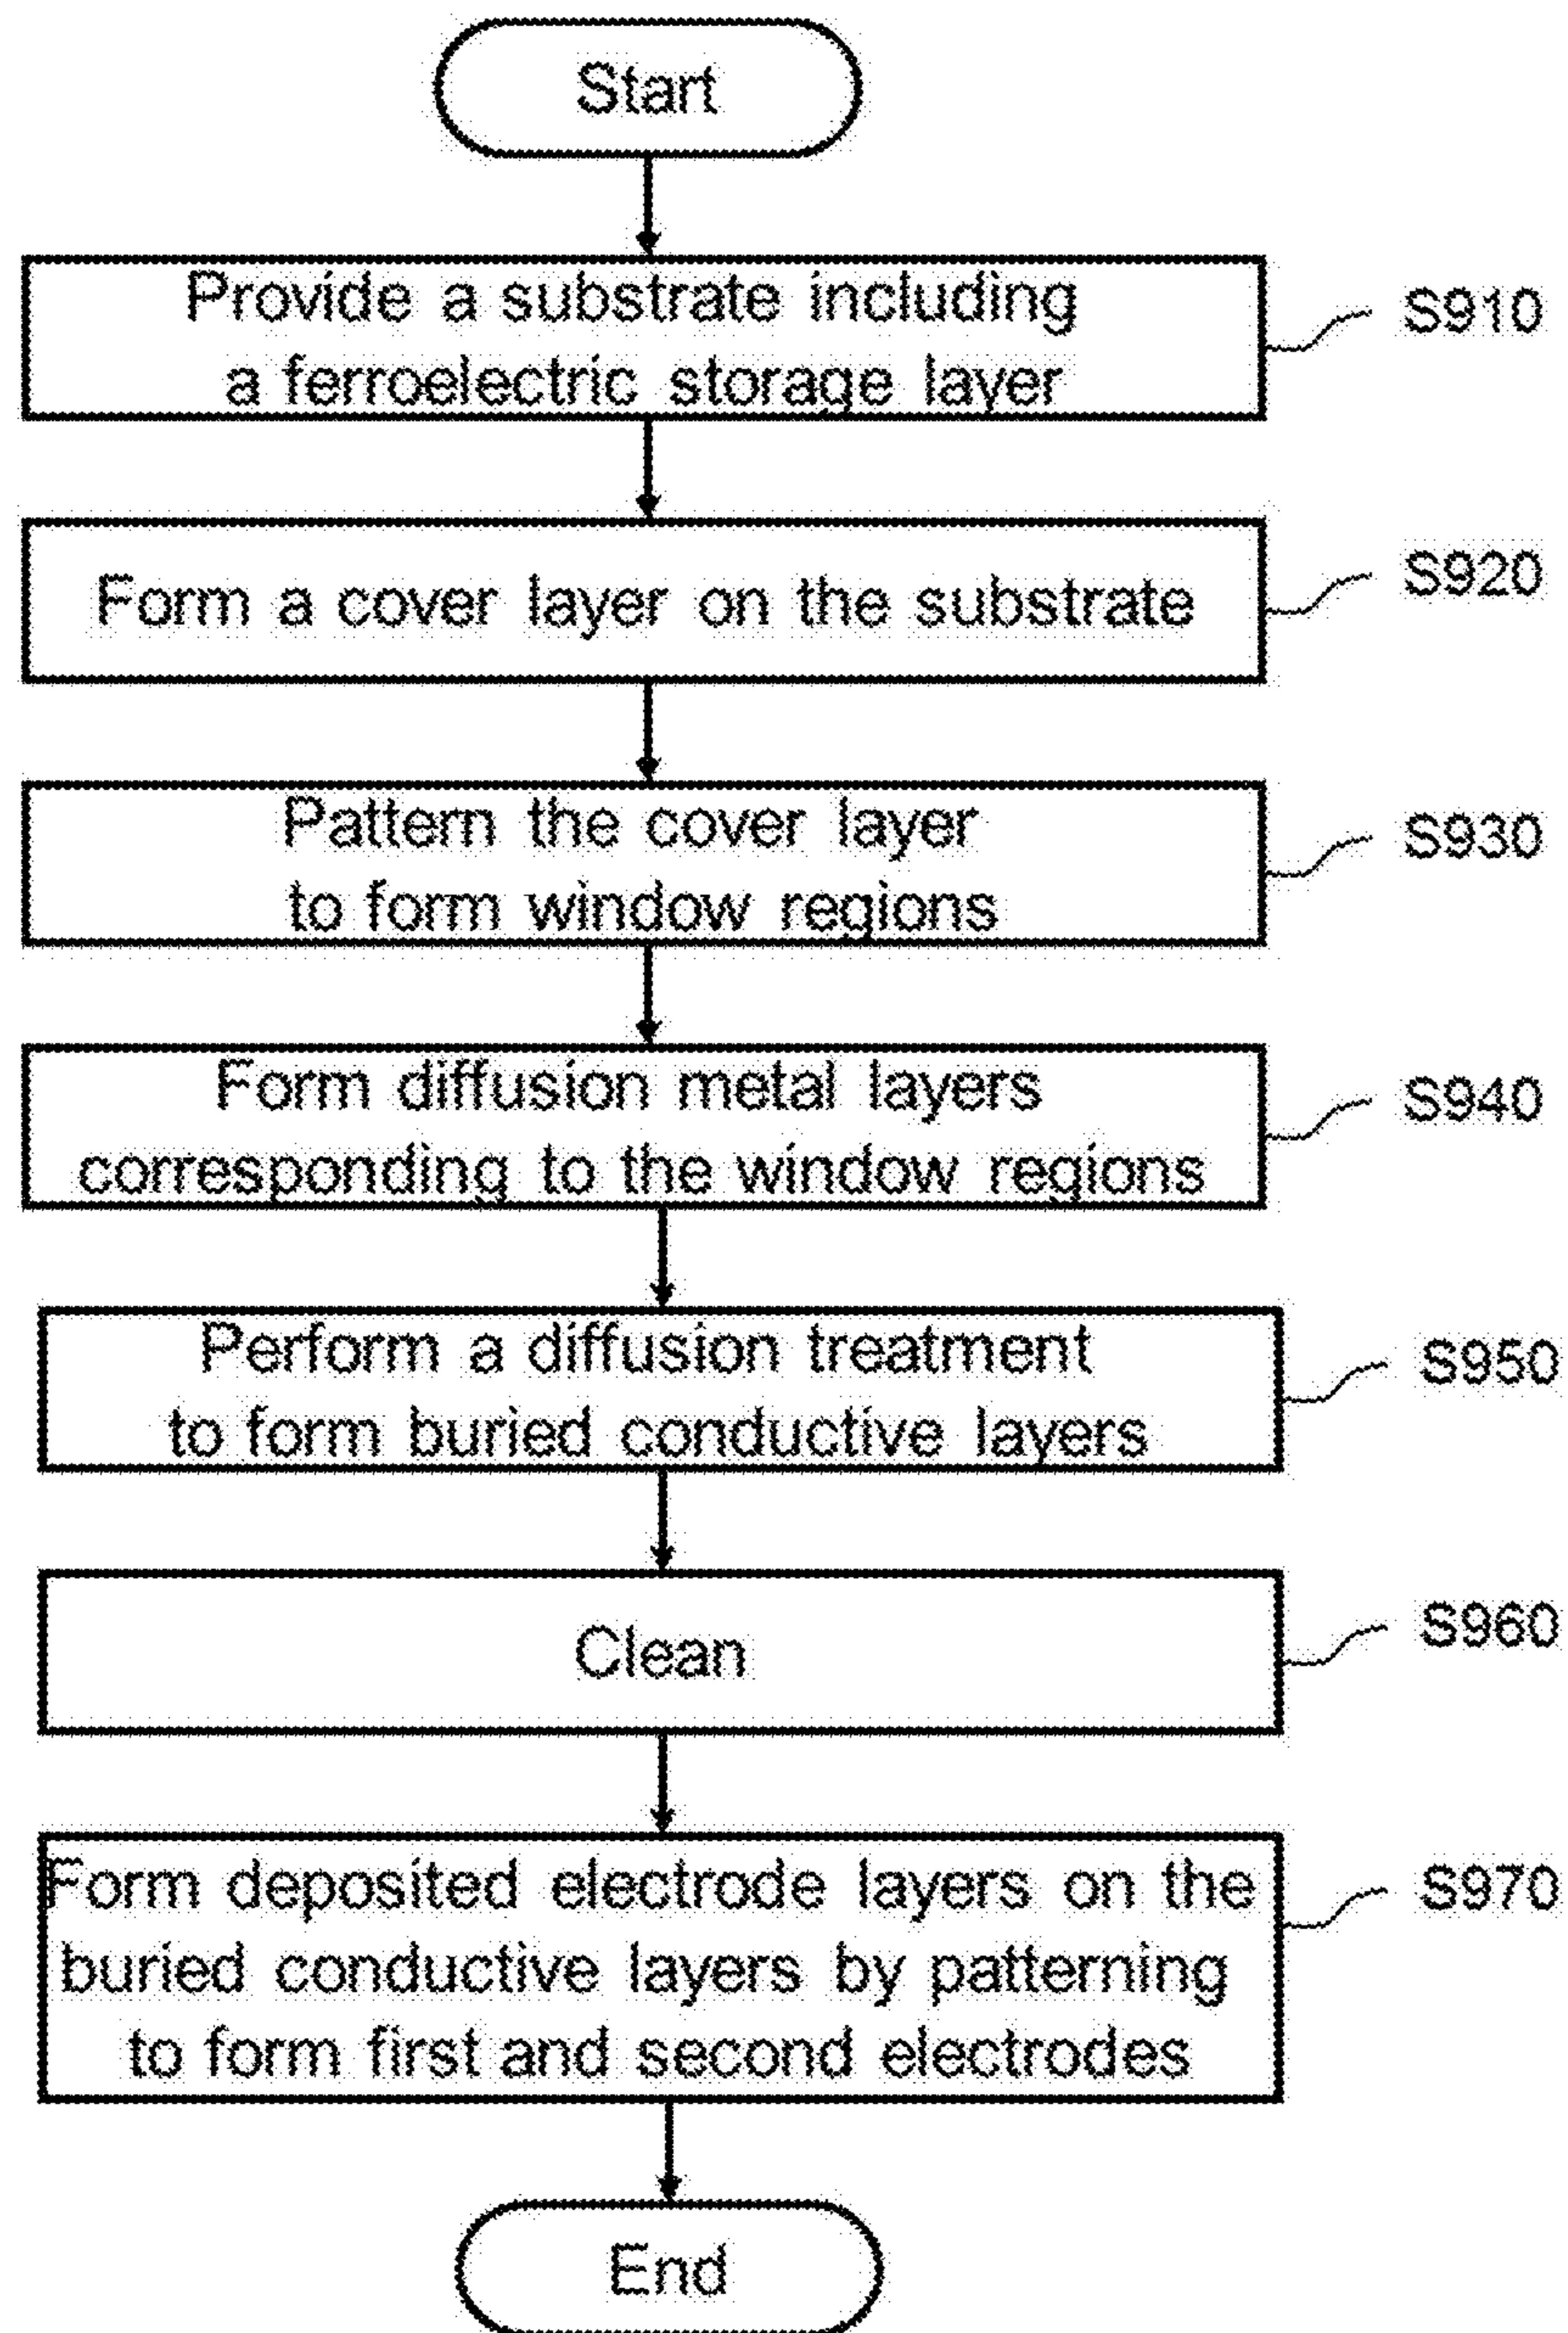 Start
Provide a substrate including
a ferroelectric storage layer
S910
Form a cover layer on the substrate
S920
Pattern the cover layer
to form window regions
S930
Form diffusion metal layers
corresponding to the window regions
S940
Perform a diffusion treatment
to form buried conductive layers
S950
Clean
S960
Form deposited electrode layers on the
buried conductive layers by patterning
to form first and second electrodes
S970
End